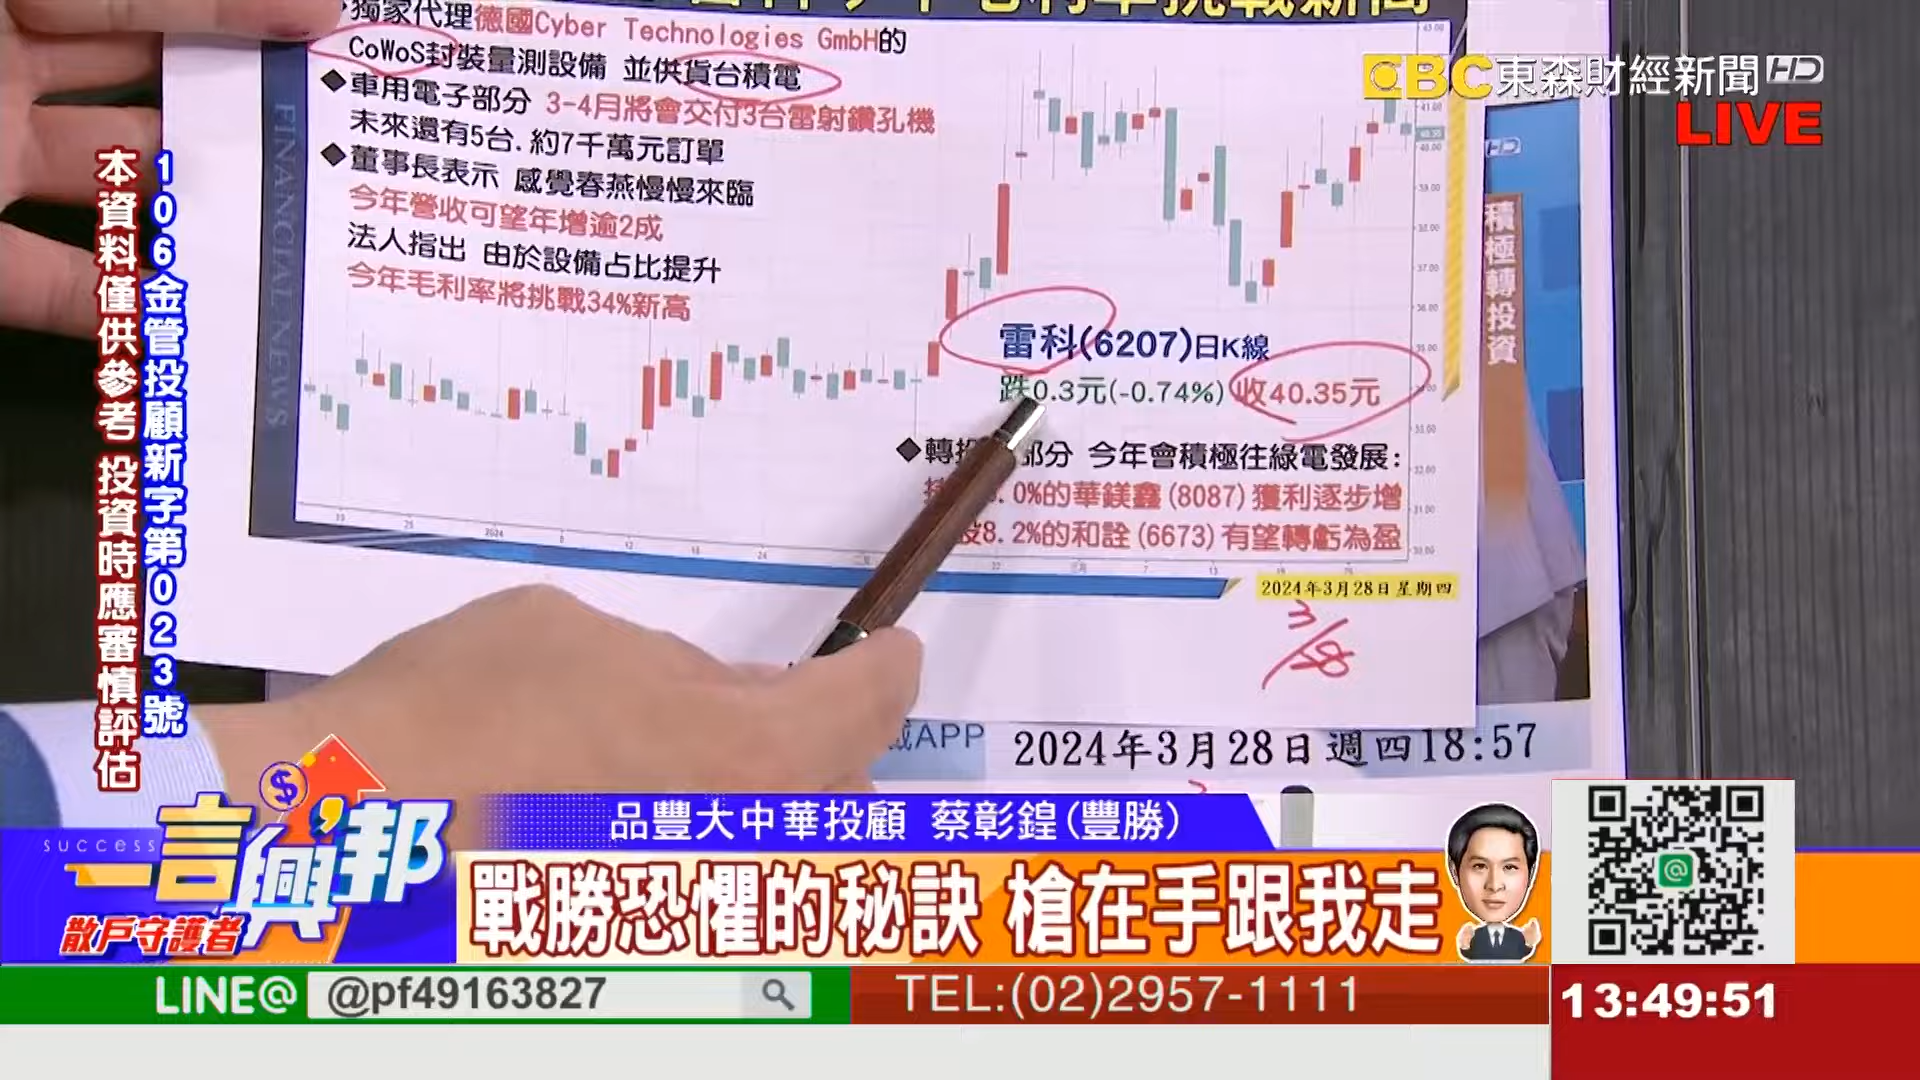 獨家代理德國Cyber Technologies GmbH的
CoWoS封裝量測設備 並供貨台積電
◆車用電子部分 3-4月將會交付3台雷射鑽孔機
未來還有5台.約7千萬元訂單
◆董事長表示 感覺春燕慢慢來臨
今年營收可望年增逾2成
法人指出 由於設備占比提升
今年毛利率將挑戰34%新高
FINANCIAL NEWS
雷科(6207)日K線
跌0.3元(-0.74%) 收40.35元
部分 今年會積極往綠電發展:
0%的華鎂鑫(8087)獲利逐步增
8.2%的和詮(6673)有望轉虧為盈
2024年3月28日星期四
3/28
APP
2024年3月28日週四18:57
積極轉投資
EBC東森財經新聞HD
LIVE
106金管投顧新字第023號
本資料僅供參考 投資時應審慎評估
success
一言興邦
散戶守護者
品豐大中華投顧 蔡彰鍠(豐勝)
戰勝恐懼的秘訣 槍在手跟我走
LINE@ @pf49163827
TEL:(02)2957-1111
13:49:51